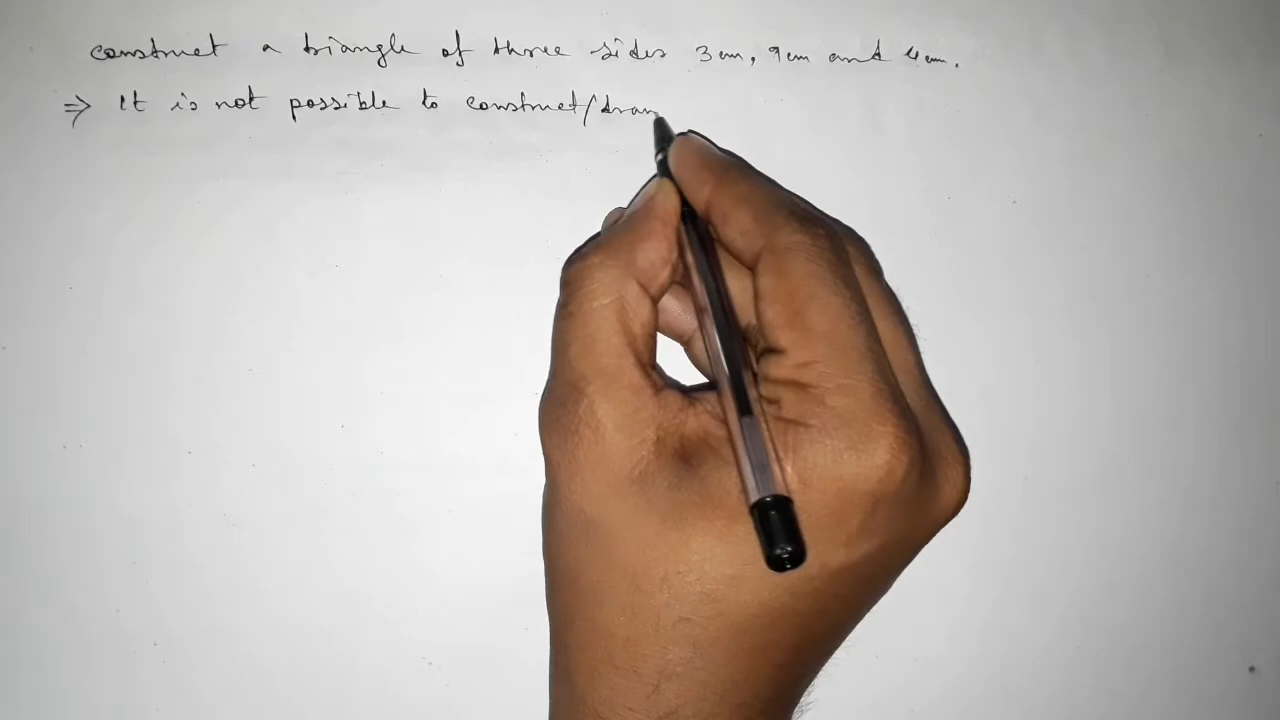 construct a triangle of three sides 3cm, 9cm and 4cm.
⇒ It is not possible to construct/draw